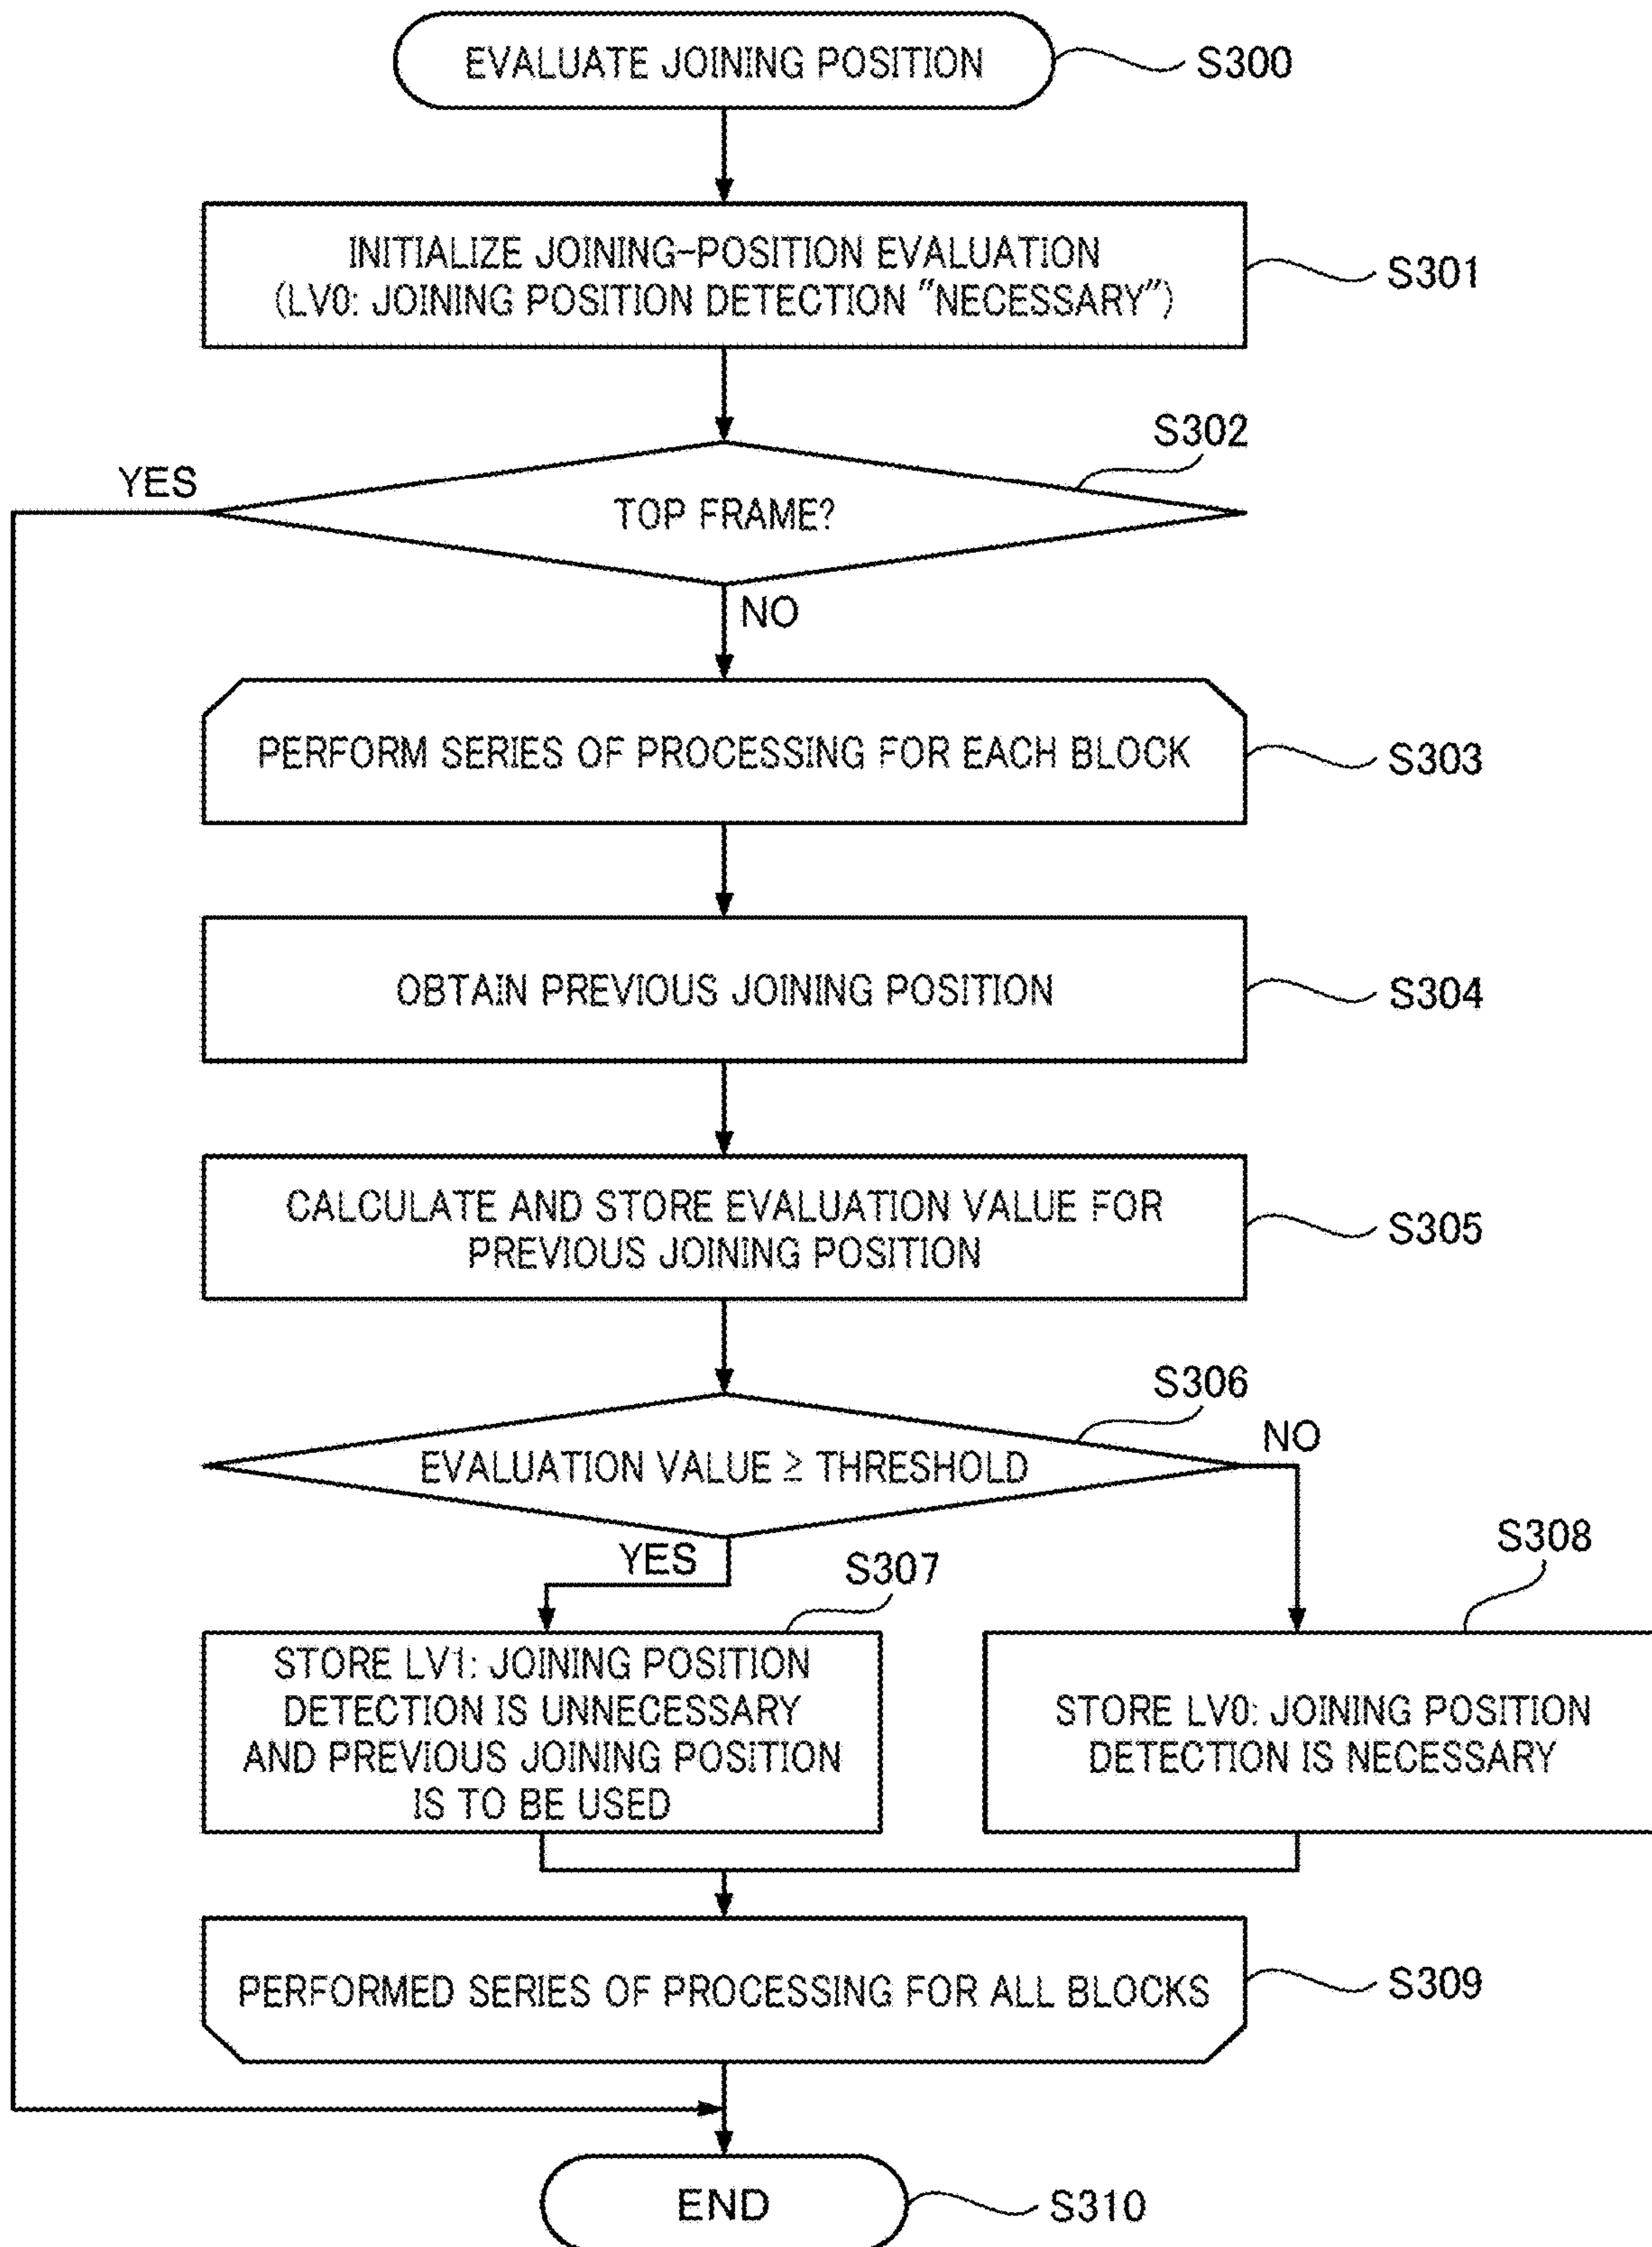 EVALUATE JOINING POSITION
S300
INITIALIZE JOINING-POSITION EVALUATION
(LV0: JOINING POSITION DETECTION "NECESSARY")
S301
S302
YES
TOP FRAME?
NO
PERFORM SERIES OF PROCESSING FOR EACH BLOCK
S303
OBTAIN PREVIOUS JOINING POSITION
S304
CALCULATE AND STORE EVALUATION VALUE FOR
PREVIOUS JOINING POSITION
S305
S306
NO
EVALUATION VALUE ≥ THRESHOLD
YES
S307
S308
STORE LV1: JOINING POSITION
DETECTION IS UNNECESSARY
AND PREVIOUS JOINING POSITION
IS TO BE USED
STORE LV0: JOINING POSITION
DETECTION IS NECESSARY
PERFORMED SERIES OF PROCESSING FOR ALL BLOCKS
S309
END
S310